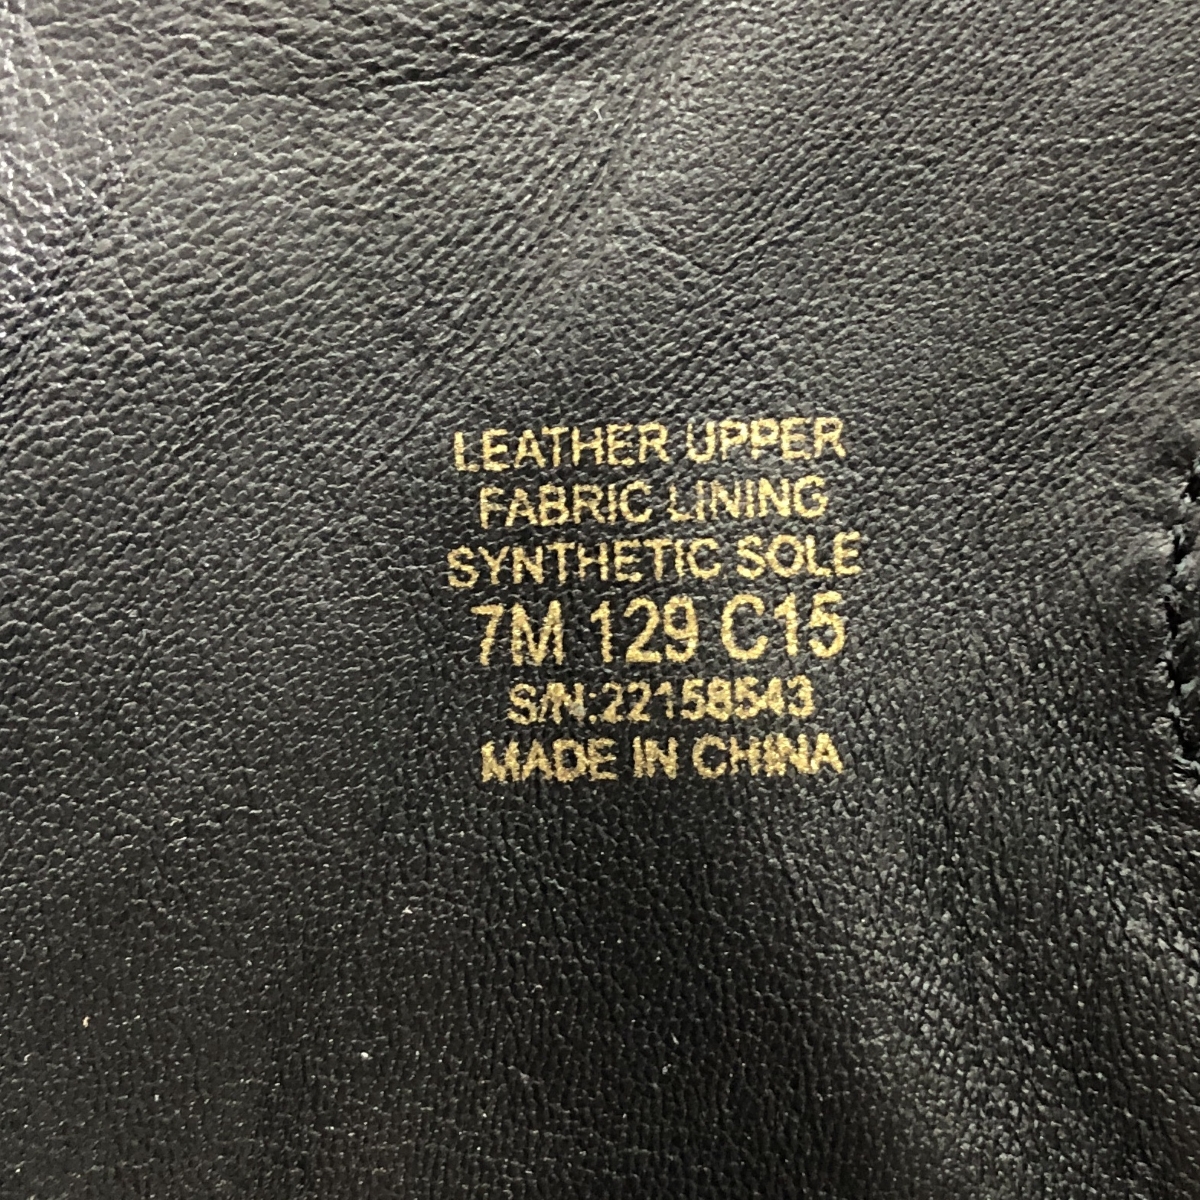 LEATHER UPPER
FABRIC LINING
SYNTHETIC SOLE
7M 129 C15
S/N:22158543
MADE IN CHINA